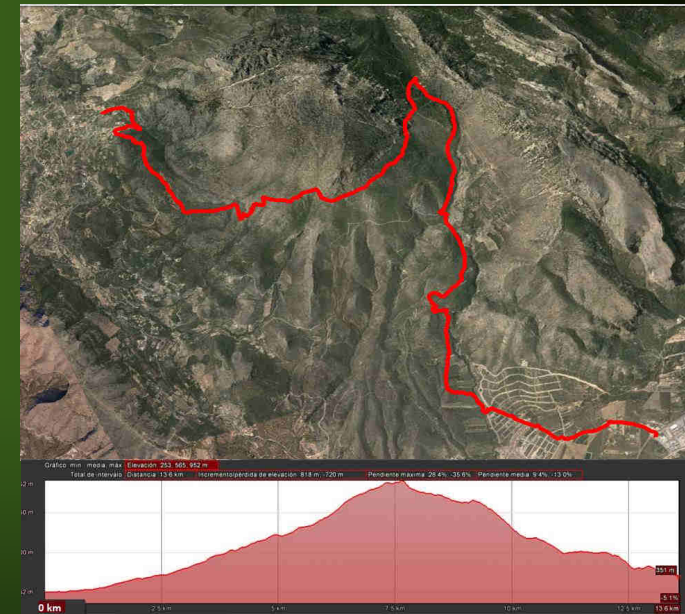 Gráfico: min. media, máx Elevación: 253, 565, 952 m
Total de intervalo: Distancia: 13.6 km Incremento/pérdida de elevación: 818 m, -720 m Pendiente máxima: 28.4%, -35.6% Pendiente media: 9.4%, -13.0%
351 m
-5.1%
0 km 2.5 km 5 km 7.5 km 10 km 12.5 km 13.6 km